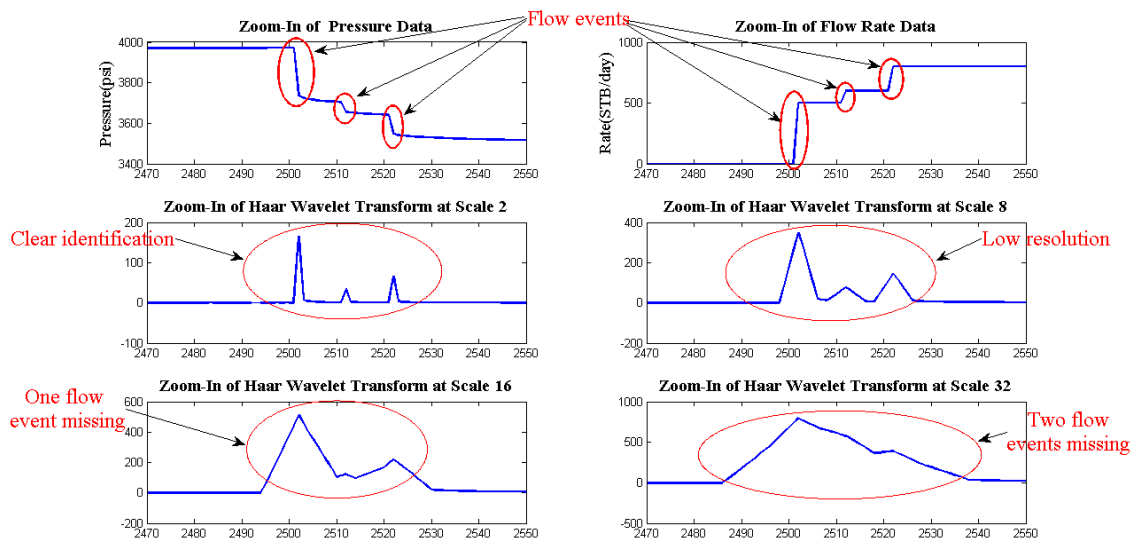 Flow events
Zoom-In of  Pressure Data
Zoom-In of Flow Rate Data
Pressure(psi)
4000
3800
3600
3400
2470 2480 2490 2500 2510 2520 2530 2540 2550
Rate(STB/day)
1000
500
0
2470 2480 2490 2500 2510 2520 2530 2540 2550
Zoom-In of Haar Wavelet Transform at Scale 2
Clear identification
200
100
0
-100
2470 2480 2490 2500 2510 2520 2530 2540 2550
Zoom-In of Haar Wavelet Transform at Scale 8
Low resolution
400
200
0
-200
2470 2480 2490 2500 2510 2520 2530 2540 2550
Zoom-In of Haar Wavelet Transform at Scale 16
One flow
event missing
600
400
200
0
-200
2470 2480 2490 2500 2510 2520 2530 2540 2550
Zoom-In of Haar Wavelet Transform at Scale 32
Two flow
events missing
1000
500
0
-500
2470 2480 2490 2500 2510 2520 2530 2540 2550